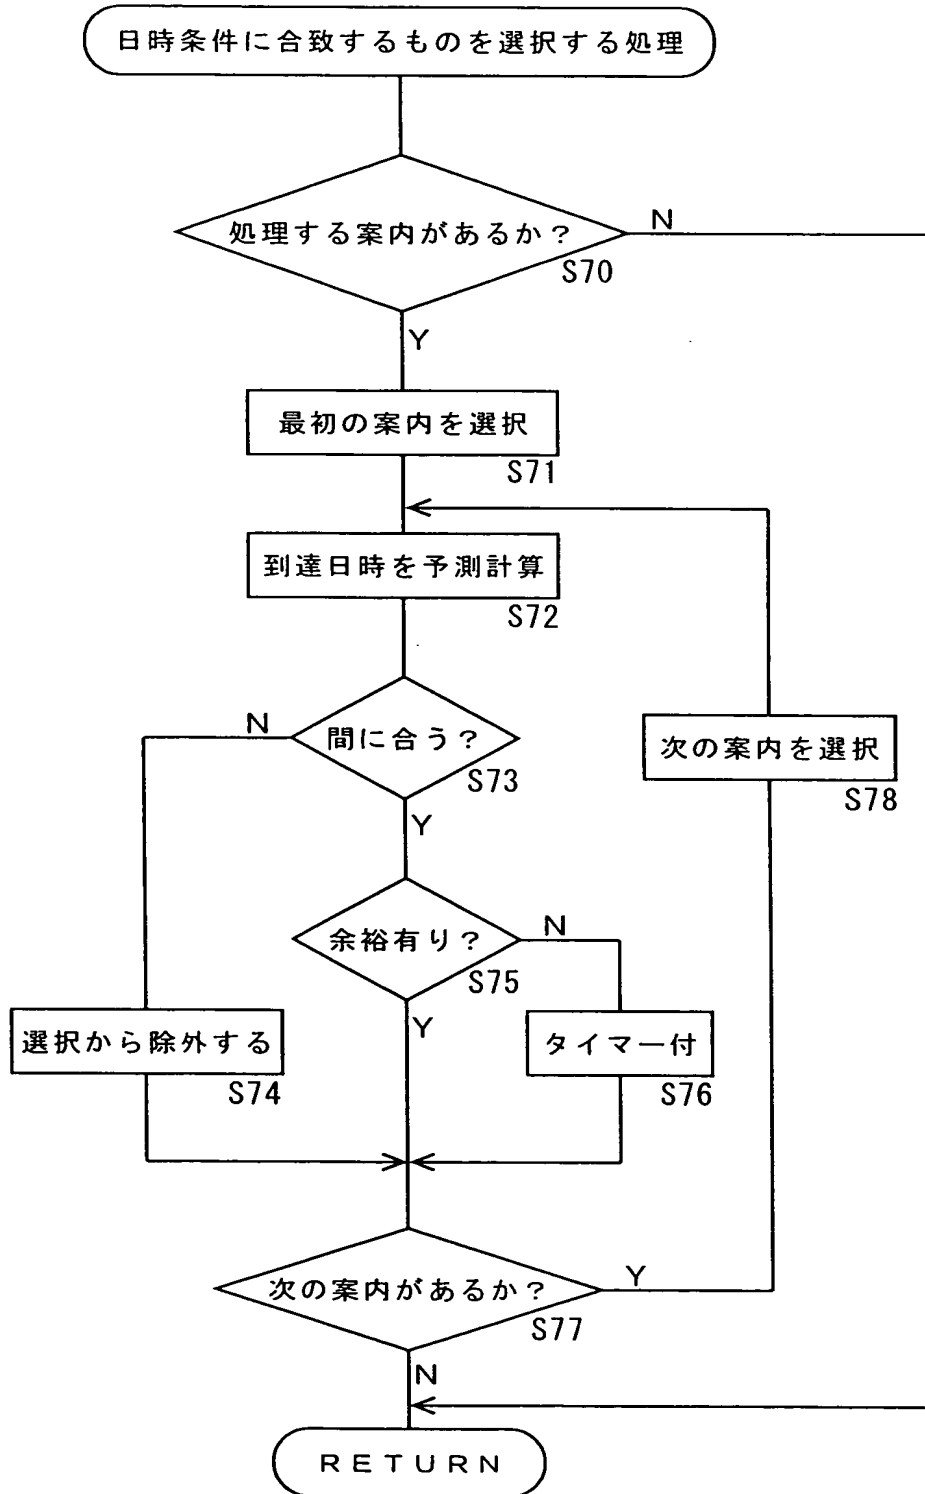 日時条件に合致するものを選択する処理
処理する案内があるか？
N
S70
Y
最初の案内を選択
S71
到達日時を予測計算
S72
N
間に合う？
S73
次の案内を選択
S78
Y
余裕有り？
N
S75
Y
選択から除外する
S74
タイマー付
S76
次の案内があるか？
Y
S77
N
RETURN